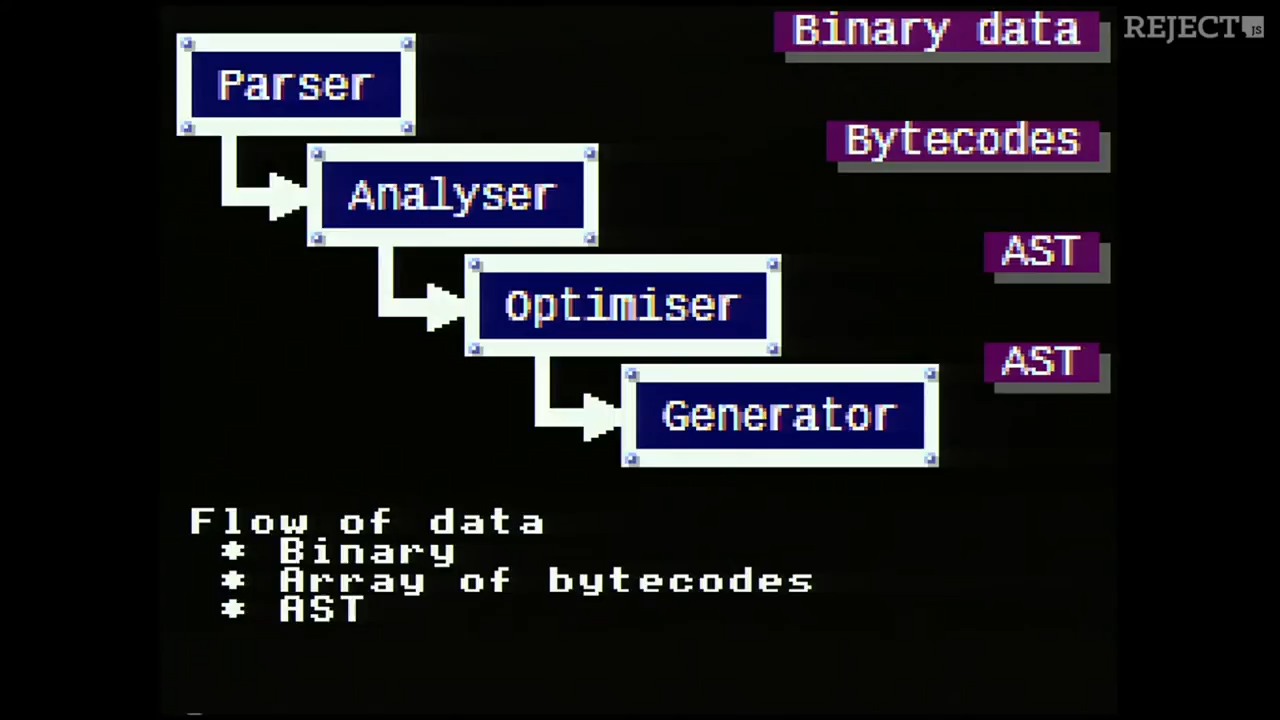 Binary data
REJECT JS
Parser
Bytecodes
Analyser
AST
Optimiser
AST
Generator
Flow of data
* Binary
* Array of bytecodes
* AST